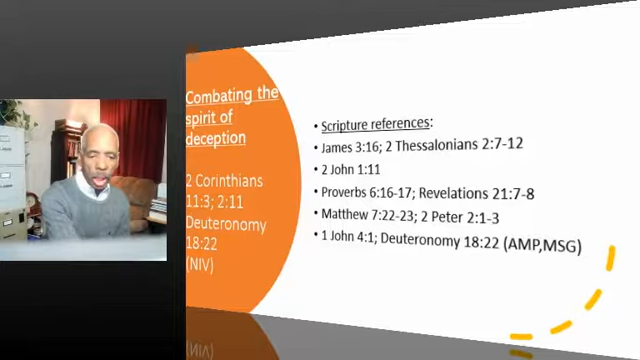 Combating the
spirit of
deception
2 Corinthians
11:3; 2:11
Deuteronomy
18:22
(NIV)
• Scripture references:
• James 3:16; 2 Thessalonians 2:7-12
• 2 John 1:11
• Proverbs 6:16-17; Revelations 21:7-8
• Matthew 7:22-23; 2 Peter 2:1-3
• 1 John 4:1; Deuteronomy 18:22 (AMP,MSG)